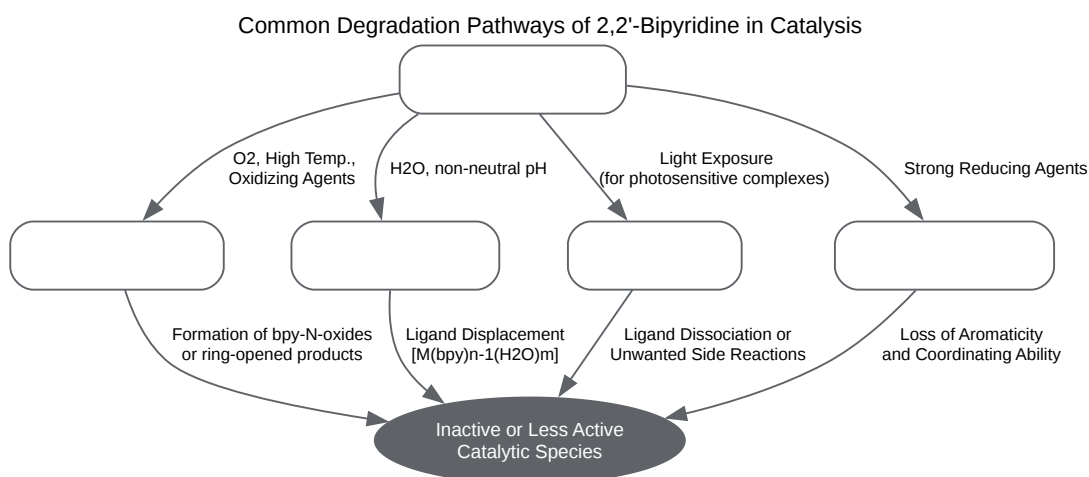 Common Degradation Pathways of 2,2'-Bipyridine in Catalysis
O2, High Temp.,
Oxidizing Agents
H2O, non-neutral pH
Light Exposure
(for photosensitive complexes)
Strong Reducing Agents
Formation of bpy-N-oxides
or ring-opened products
Ligand Displacement
[M(bpy)n-1(H2O)m]
Ligand Dissociation or
Unwanted Side Reactions
Loss of Aromaticity
and Coordinating Ability
Inactive or Less Active
Catalytic Species